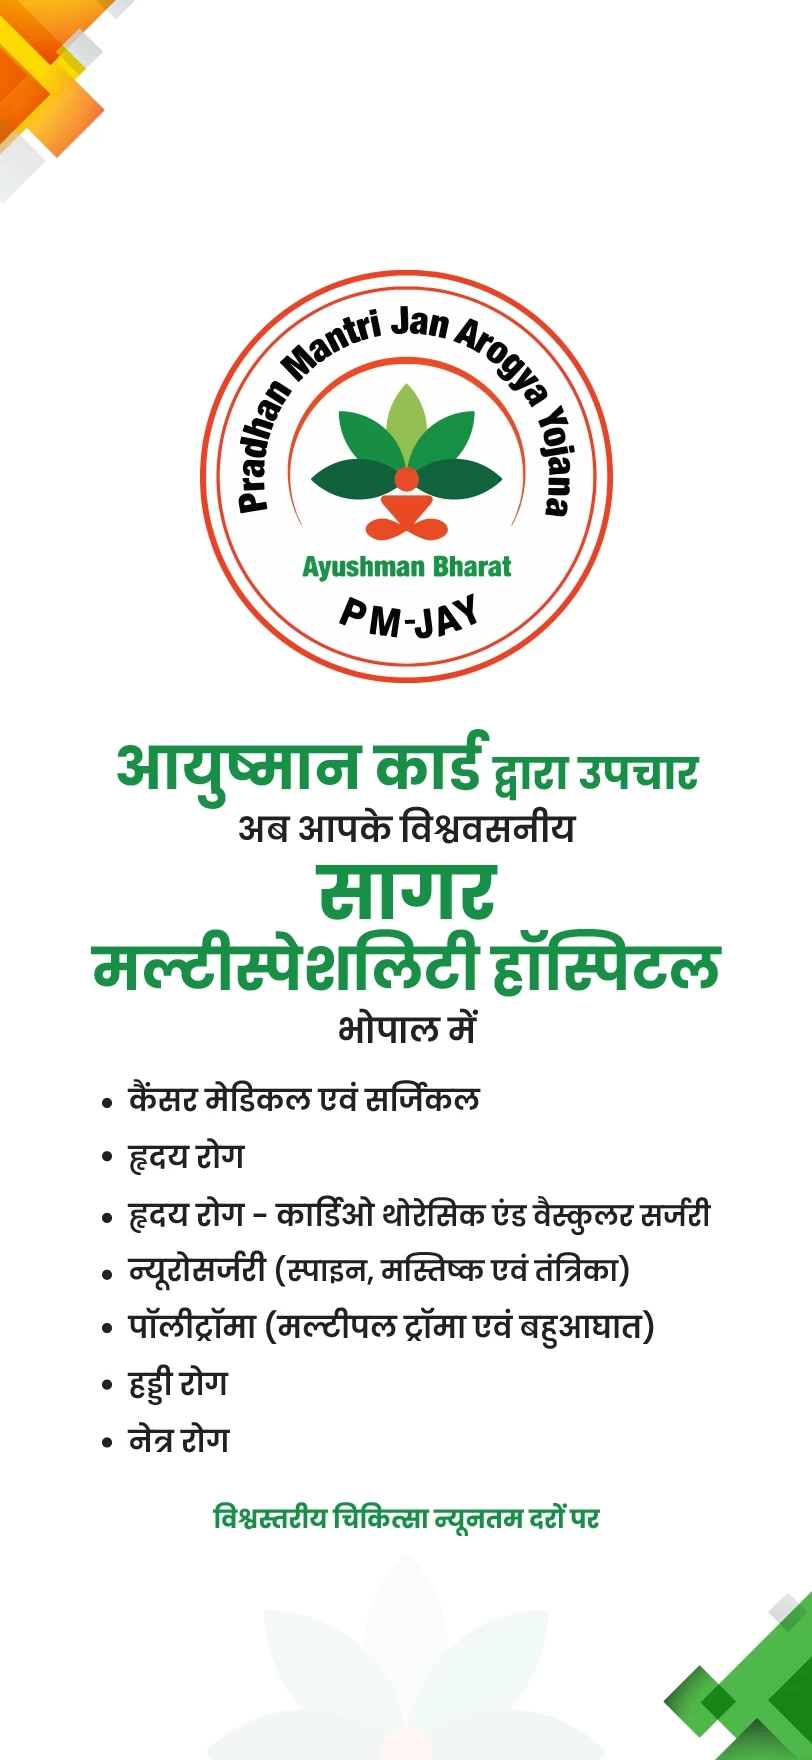 Pradhan Mantri Jan Arogya Yojana
Ayushman Bharat
PM-JAY
आयुष्मान कार्ड द्वारा उपचार
अब आपके विश्ववसनीय
सागर
मल्टीस्पेशलिटी हॉस्पिटल
भोपाल में
• कैंसर मेडिकल एवं सर्जिकल
• हृदय रोग
• हृदय रोग - कार्डिओ थोरेसिक एंड वैस्कुलर सर्जरी
• न्यूरोसर्जरी (स्पाइन, मस्तिष्क एवं तंत्रिका)
• पॉलीट्रॉमा (मल्टीपल ट्रॉमा एवं बहुआघात)
• हड्डी रोग
• नेत्र रोग
विश्वस्तरीय चिकित्सा न्यूनतम दरों पर